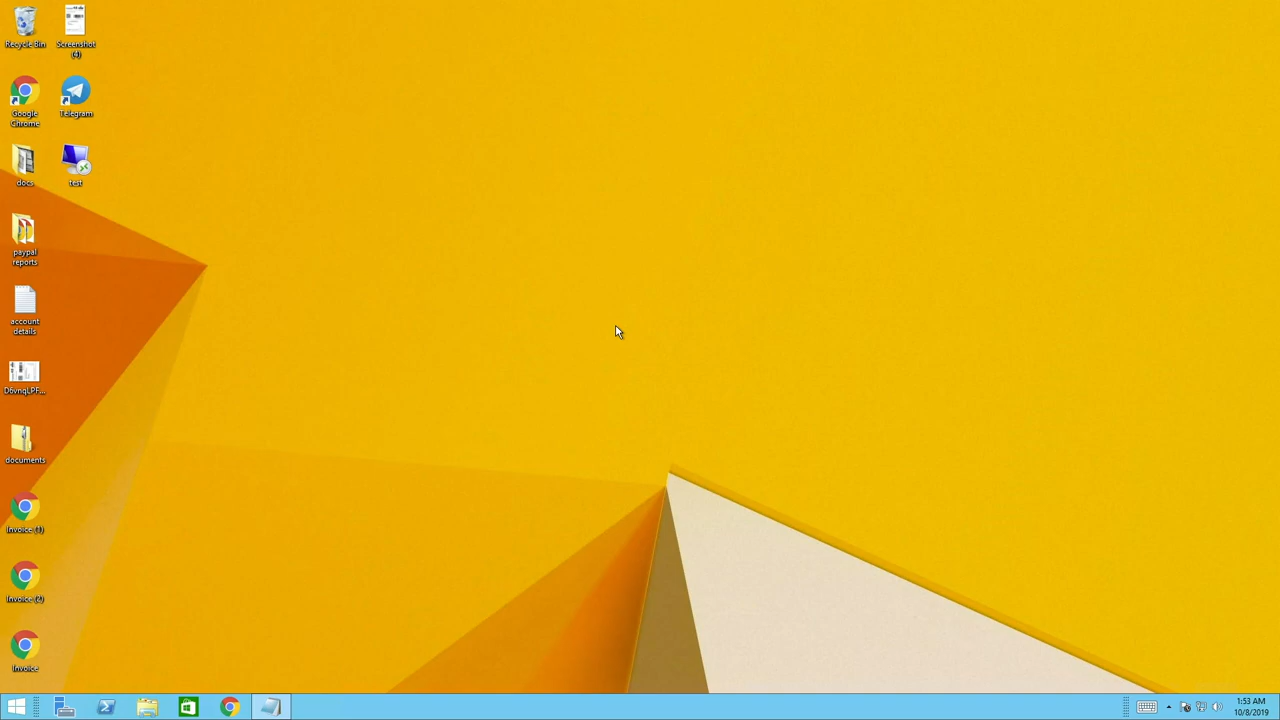 Recycle Bin
Screenshot
(4)
Google
Chrome
Telegram
docs
test
paypal
reports
account
details
D6vnqLPF...
documents
Invoice (1)
Invoice (2)
Invoice
1:53 AM
10/8/2019